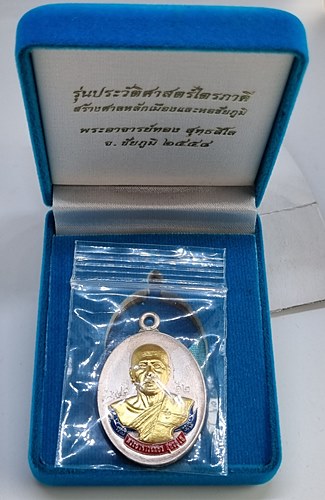 รุ่นประวัติศาสตร์ไตรภาคี
สร้างศาลหลักเมืองและหอชัยภูมิ
พระอาจารย์ทอง สุทธสีโล
จ. ชัยภูมิ ๒๕๕๔